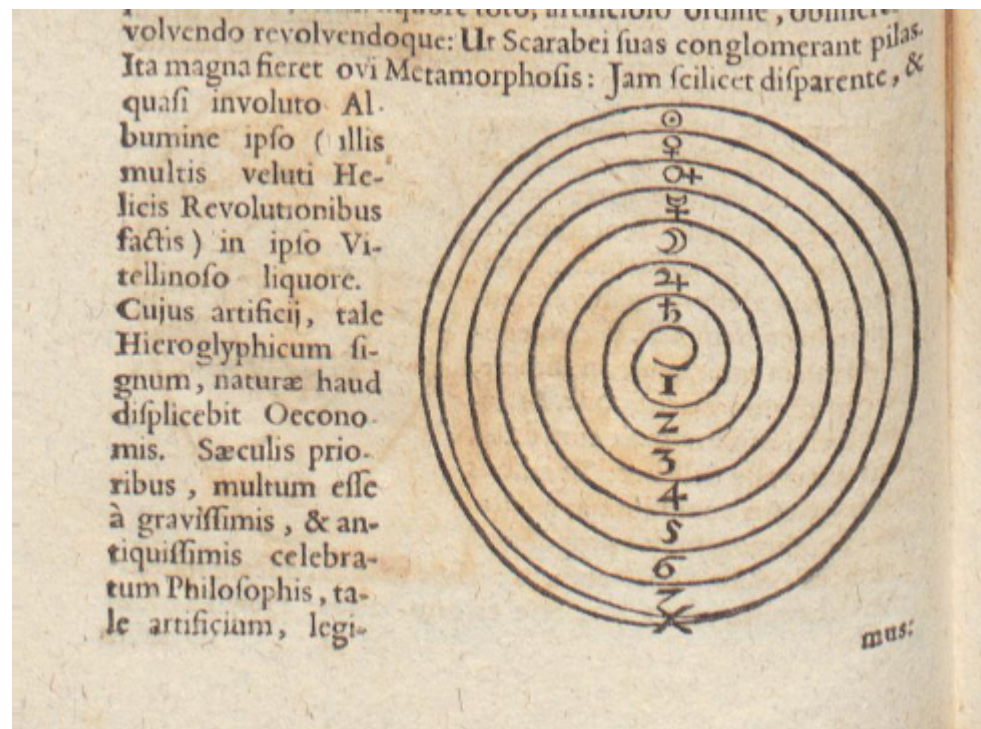 volvendo revolvendoque: Ur Scarabei ſuas conglomerant pilas.
Ita magna fieret ovi Metamorphoſis: Jam ſcilicet diſparente, &
quaſi involuto Al-
bumine ipſo ( illis
multis veluti He-
licis Revolutionibus
factis ) in ipſo Vi-
tellinoſo liquore.
Cujus artificij, tale
Hieroglyphicum ſi-
gnum, naturæ haud
diſplicebit Oecono-
mis. Sæculis prio-
ribus, multum eſſe
à graviſſimis, & an-
tiquiſſimis celebra-
tum Philoſophis, ta-
le artificium, legi-
mus:
☉
♀
♂
☿
☽
♃
♄
1
2
3
4
5
6
7